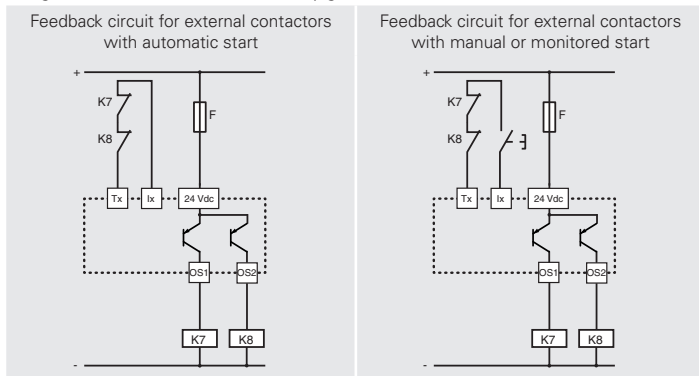 Feedback circuit for external contactors
with automatic start
+
K7
K8
F
Tx
Ix
24 Vdc
OS1
OS2
K7
K8
-
Feedback circuit for external contactors
with manual or monitored start
+
K7
K8
F
Tx
Ix
24 Vdc
OS1
OS2
K7
K8
-